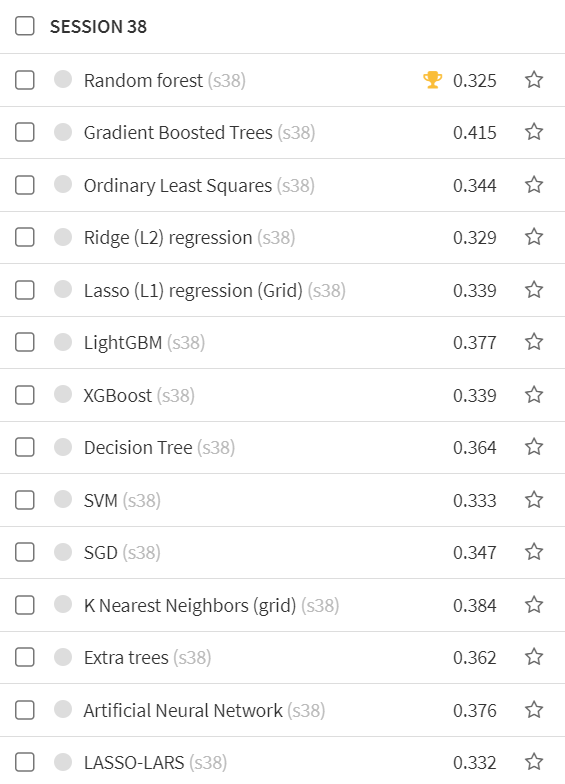 SESSION 38
Random forest (s38) 0.325
Gradient Boosted Trees (s38) 0.415
Ordinary Least Squares (s38) 0.344
Ridge (L2) regression (s38) 0.329
Lasso (L1) regression (Grid) (s38) 0.339
LightGBM (s38) 0.377
XGBoost (s38) 0.339
Decision Tree (s38) 0.364
SVM (s38) 0.333
SGD (s38) 0.347
K Nearest Neighbors (grid) (s38) 0.384
Extra trees (s38) 0.362
Artificial Neural Network (s38) 0.376
LASSO-LARS (s38) 0.332